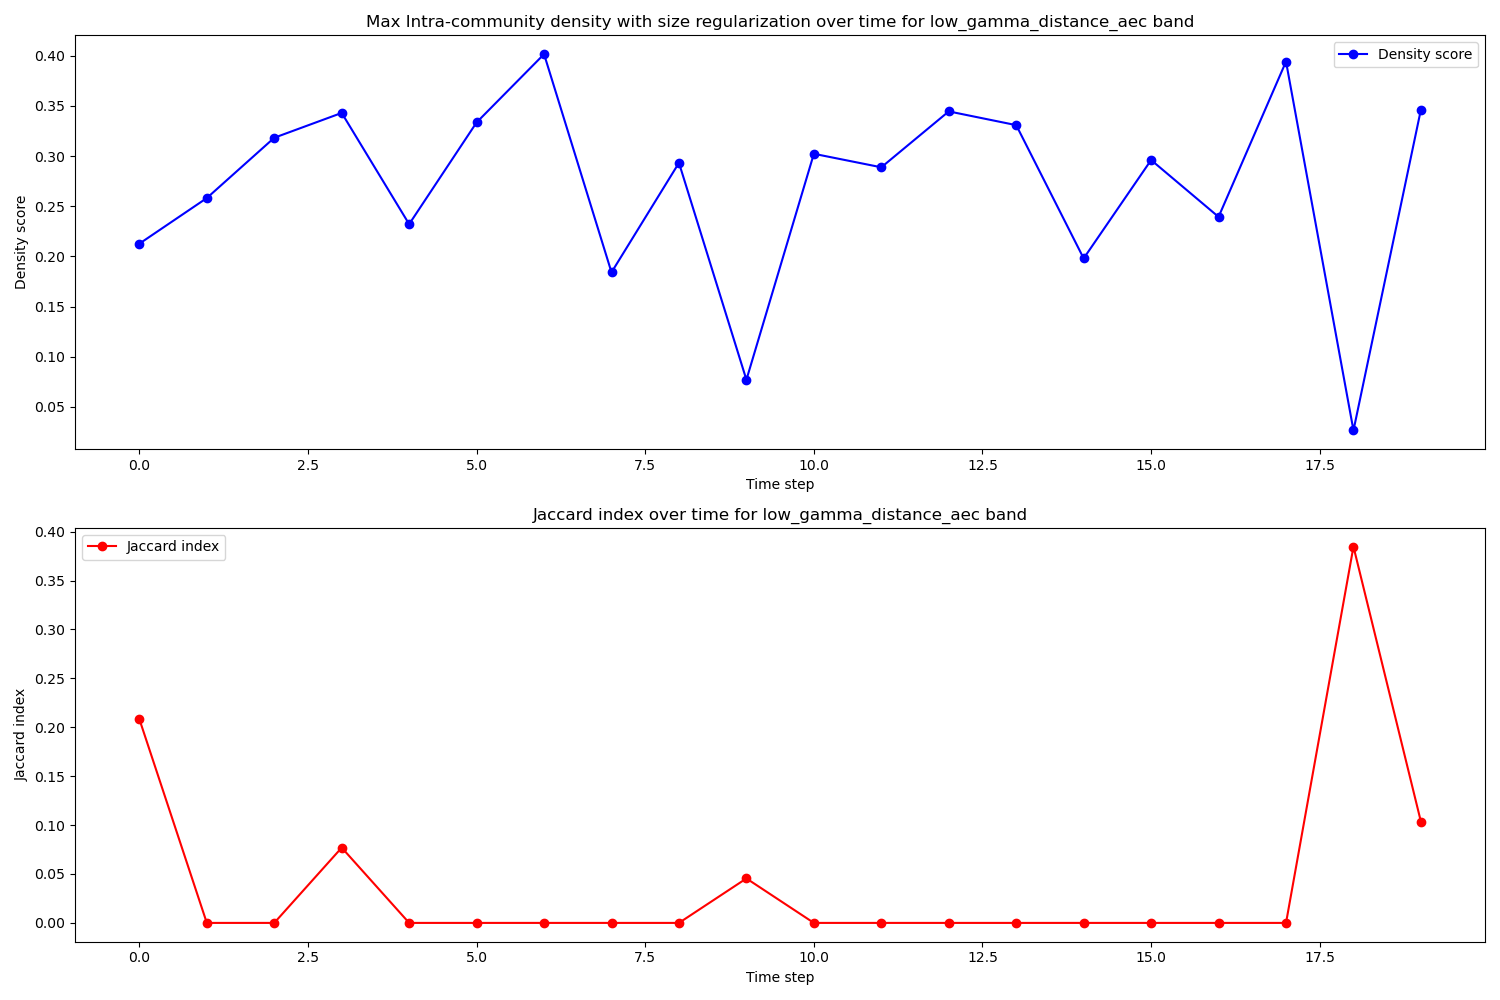 Max Intra-community density with size regularization over time for low_gamma_distance_aec band
Density score
0.40
0.35
0.30
0.25
0.20
0.15
0.10
0.05
Density score
0.0 2.5 5.0 7.5 10.0 12.5 15.0 17.5
Time step
Jaccard index over time for low_gamma_distance_aec band
Jaccard index
0.40
0.35
0.30
0.25
0.20
0.15
0.10
0.05
0.00
Jaccard index
0.0 2.5 5.0 7.5 10.0 12.5 15.0 17.5
Time step